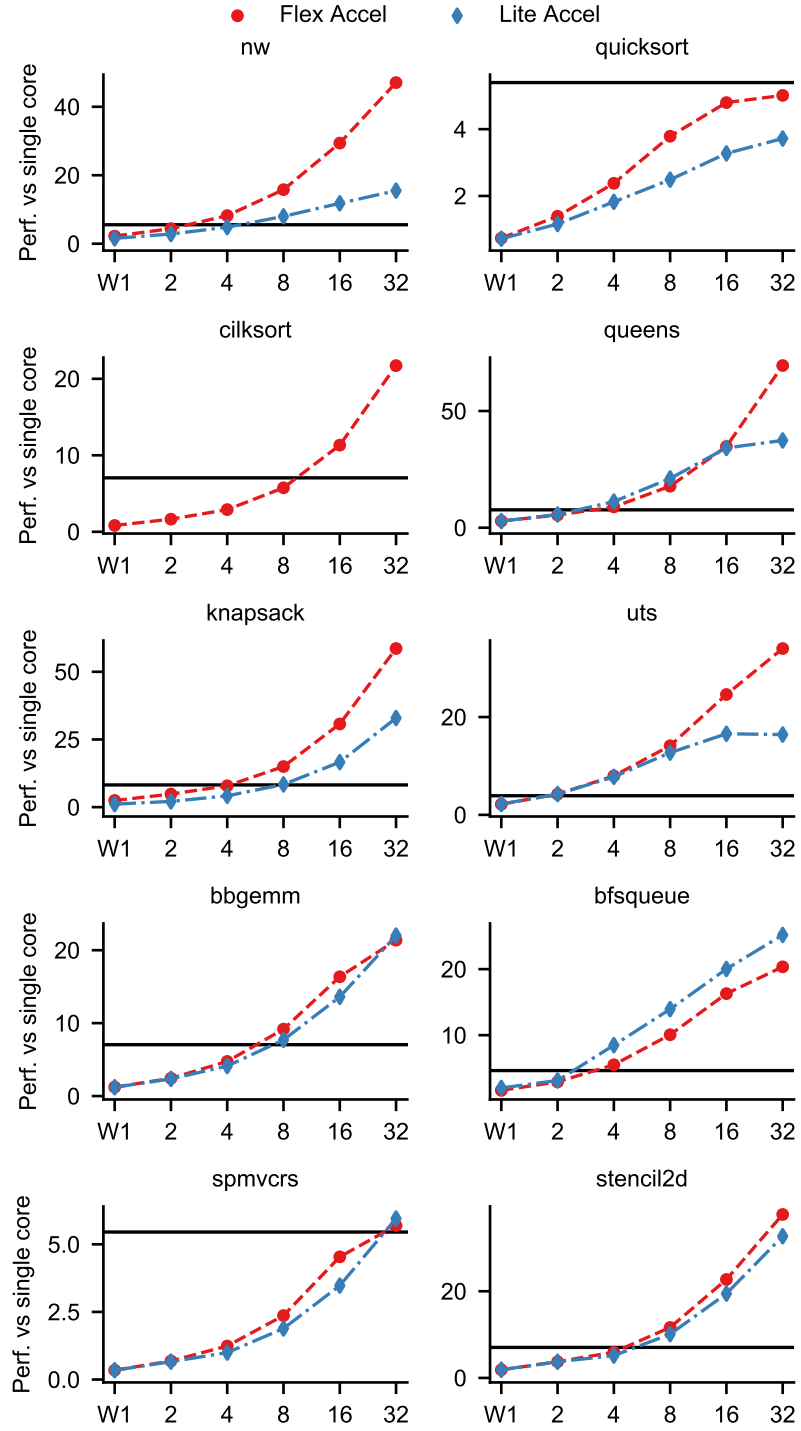 Flex Accel Lite Accel
nw quicksort
Perf. vs single core
40
20
0
4
2
W1 2 4 8 16 32 W1 2 4 8 16 32
cilksort queens
Perf. vs single core
20
10
0
50
0
W1 2 4 8 16 32 W1 2 4 8 16 32
knapsack uts
Perf. vs single core
50
25
0
20
0
W1 2 4 8 16 32 W1 2 4 8 16 32
bbgemm bfsqueue
Perf. vs single core
20
10
0
20
10
W1 2 4 8 16 32 W1 2 4 8 16 32
spmvcrs stencil2d
Perf. vs single core
5.0
2.5
0.0
20
0
W1 2 4 8 16 32 W1 2 4 8 16 32